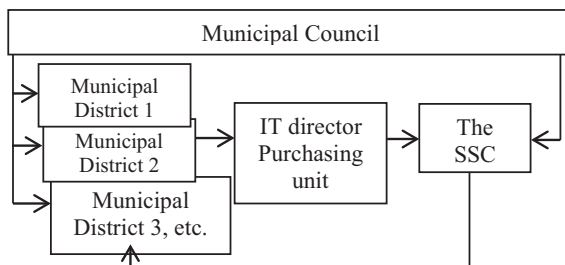 Municipal Council
Municipal
District 1
Municipal
District 2
Municipal
District 3, etc.
IT director
Purchasing
unit
The
SSC